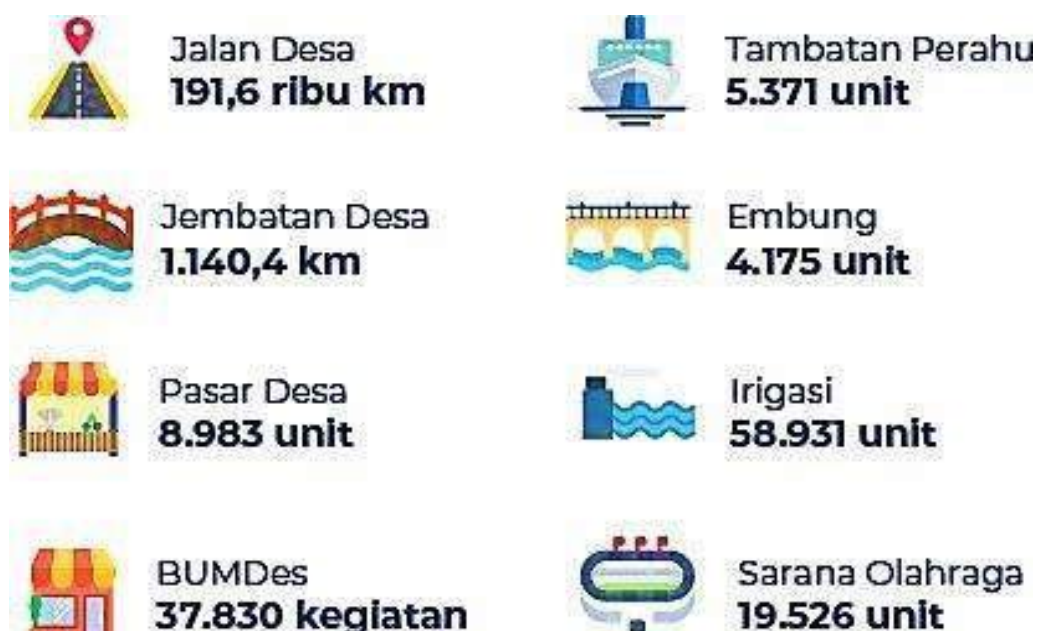 Jalan Desa
191,6 ribu km
Tambatan Perahu
5.371 unit
Jembatan Desa
1.140,4 km
Embung
4.175 unit
Pasar Desa
8.983 unit
Irigasi
58.931 unit
BUMDes
37.830 kegiatan
Sarana Olahraga
19.526 unit